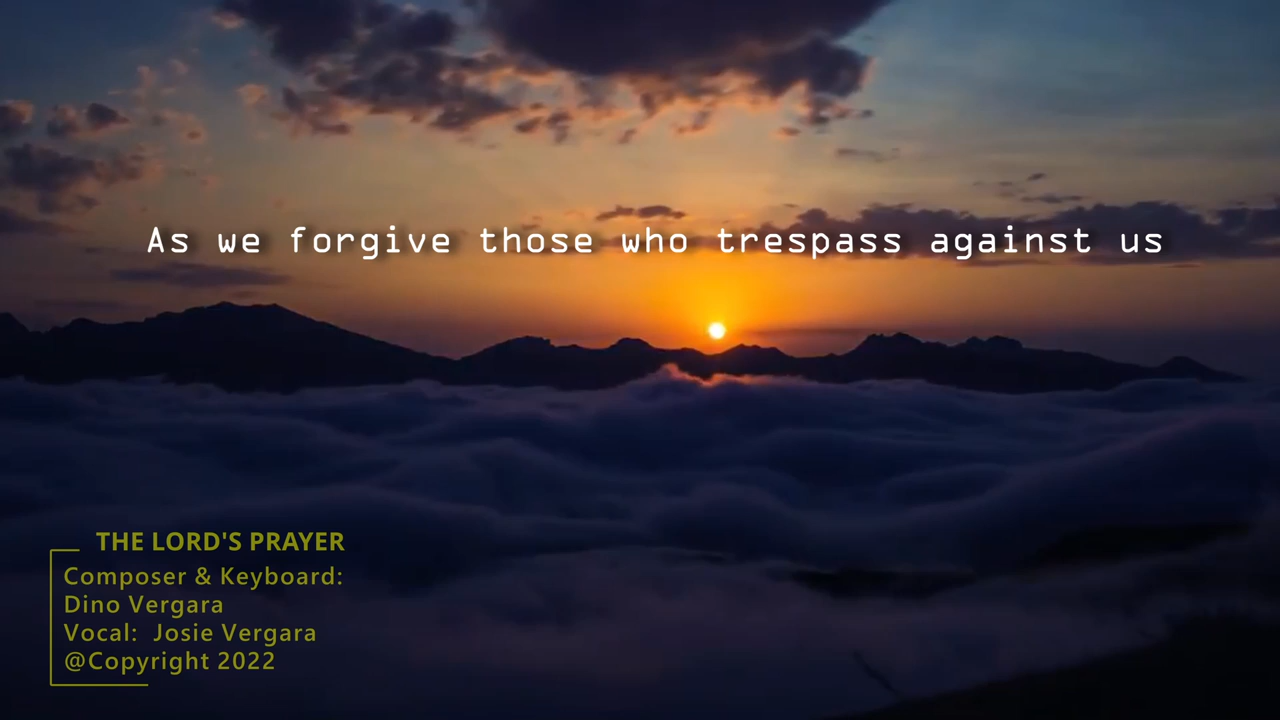 As we forgive those who trespass against us
THE LORD'S PRAYER
Composer & Keyboard:
Dino Vergara
Vocal:  Josie Vergara
@Copyright 2022